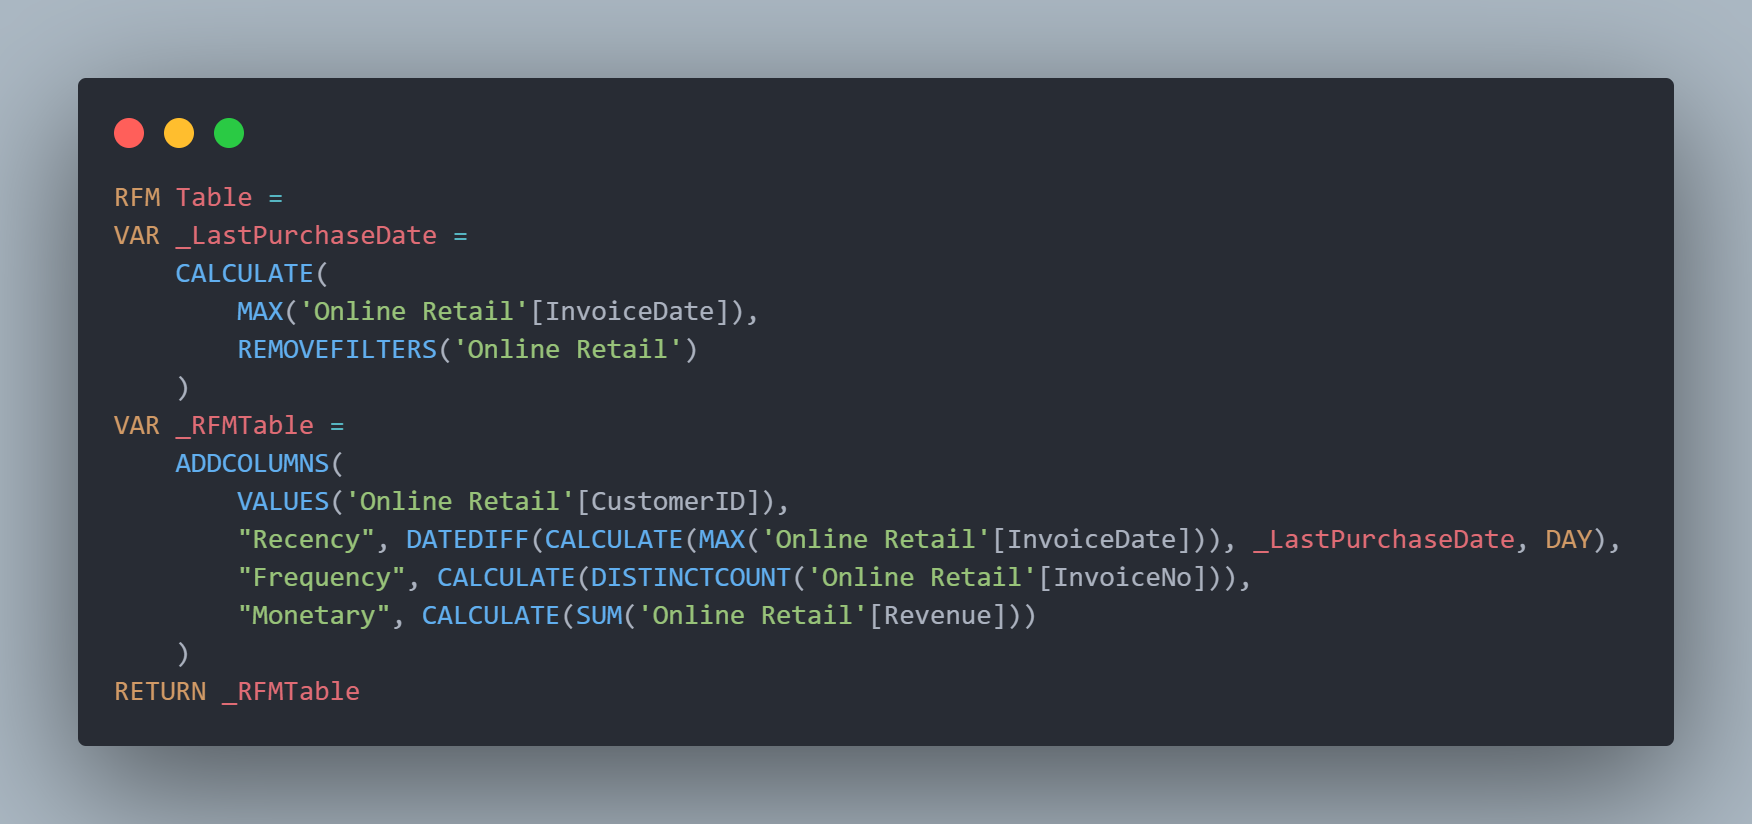 RFM Table =
VAR _LastPurchaseDate =
    CALCULATE(
        MAX('Online Retail'[InvoiceDate]),
        REMOVEFILTERS('Online Retail')
    )
VAR _RFMTable =
    ADDCOLUMNS(
        VALUES('Online Retail'[CustomerID]),
        "Recency", DATEDIFF(CALCULATE(MAX('Online Retail'[InvoiceDate])), _LastPurchaseDate, DAY),
        "Frequency", CALCULATE(DISTINCTCOUNT('Online Retail'[InvoiceNo])),
        "Monetary", CALCULATE(SUM('Online Retail'[Revenue]))
    )
RETURN _RFMTable